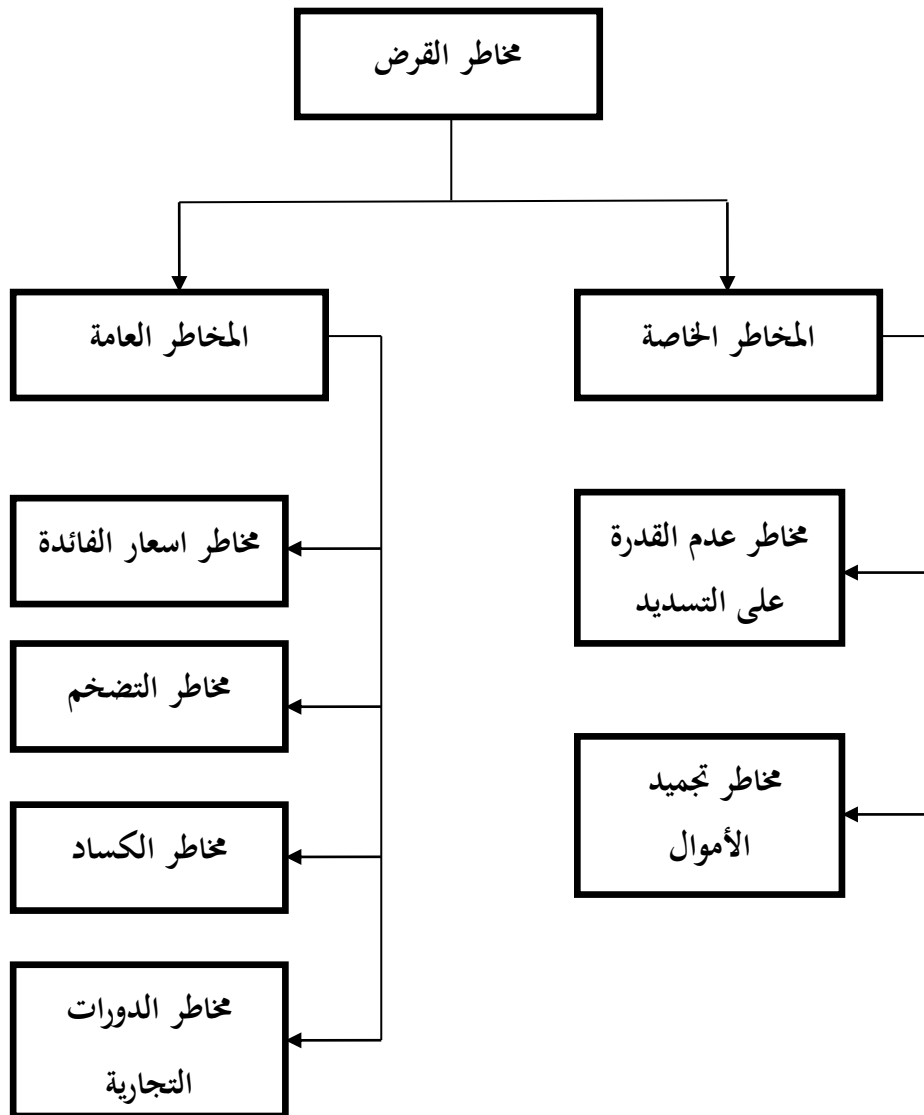 مخاطر القرض
المخاطر الخاصة
المخاطر العامة
مخاطر عدم القدرة
على التسديد
مخاطر تجميد
الأموال
مخاطر اسعار الفائدة
مخاطر التضخم
مخاطر الكساد
مخاطر الدورات
التجارية